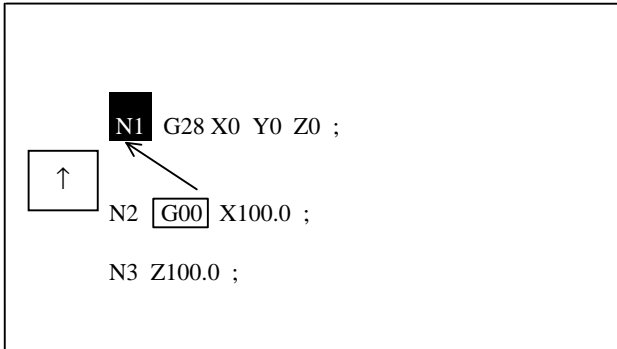 N1 G28 X0 Y0 Z0 ;
↑
N2 G00 X100.0 ;
N3 Z100.0 ;